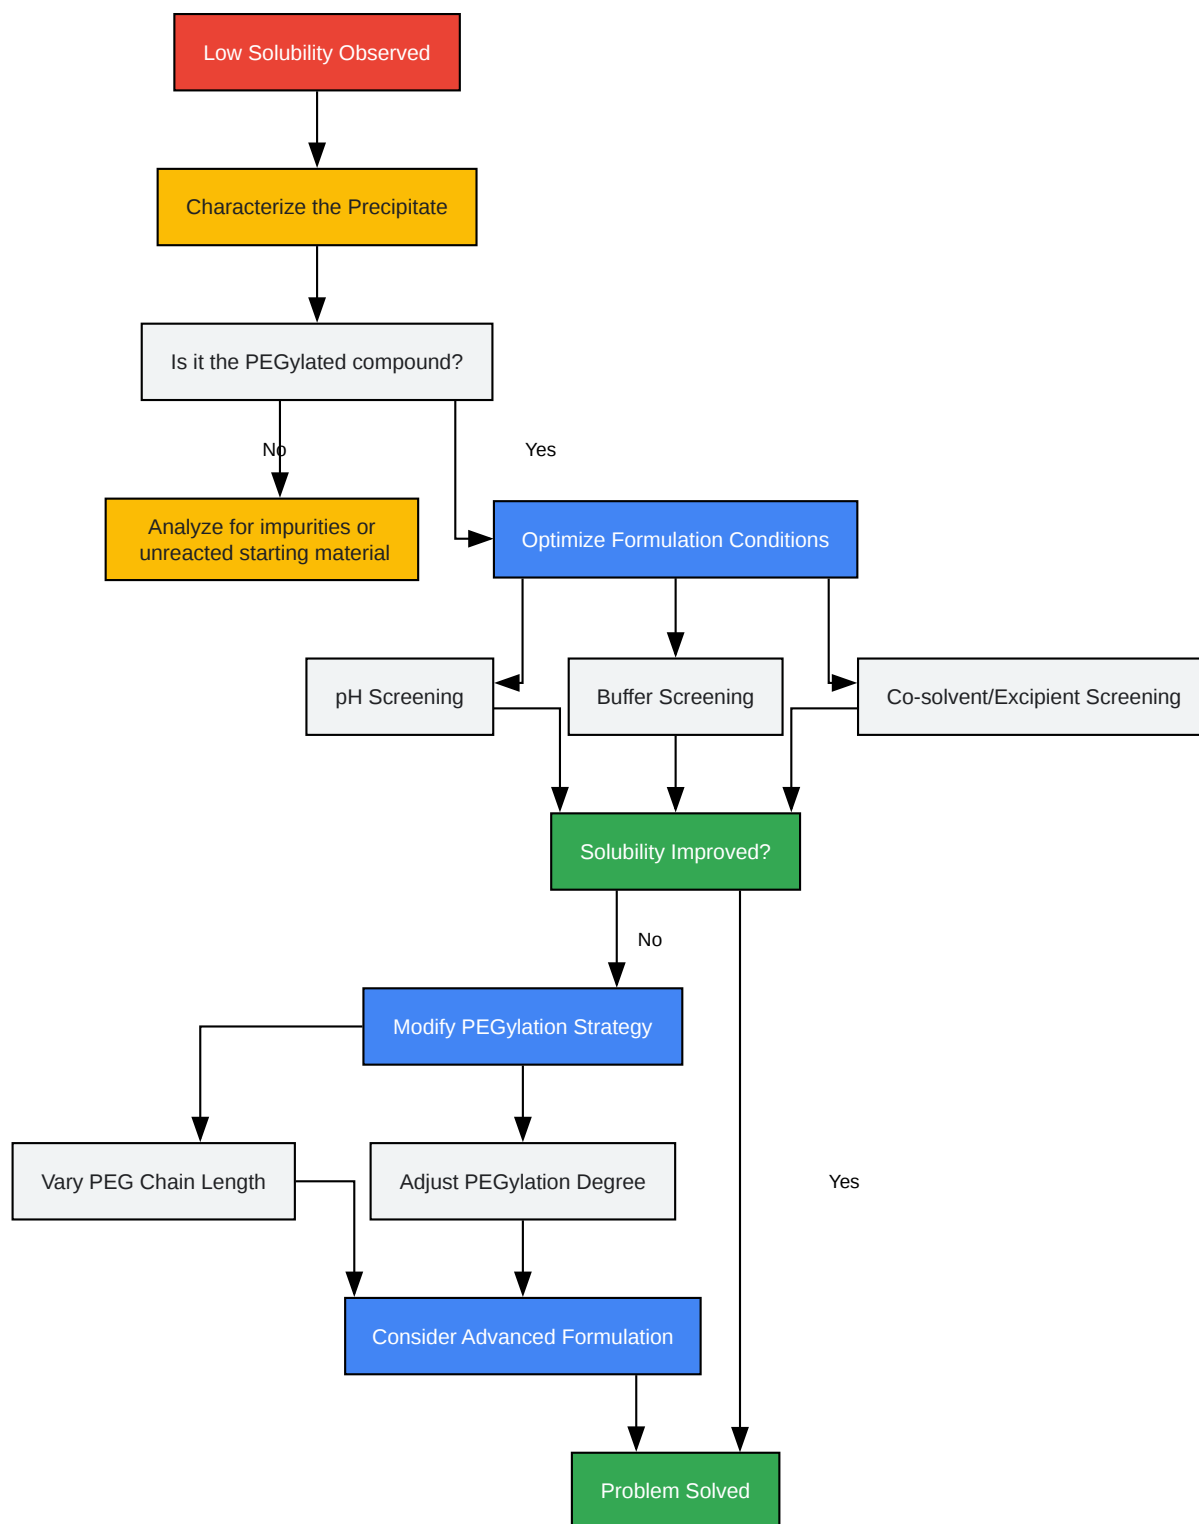 Low Solubility Observed
Characterize the Precipitate
Is it the PEGylated compound?
No
Yes
Analyze for impurities or
unreacted starting material
Optimize Formulation Conditions
pH Screening
Buffer Screening
Co-solvent/Excipient Screening
Solubility Improved?
No
Modify PEGylation Strategy
Vary PEG Chain Length
Adjust PEGylation Degree
Yes
Consider Advanced Formulation
Problem Solved